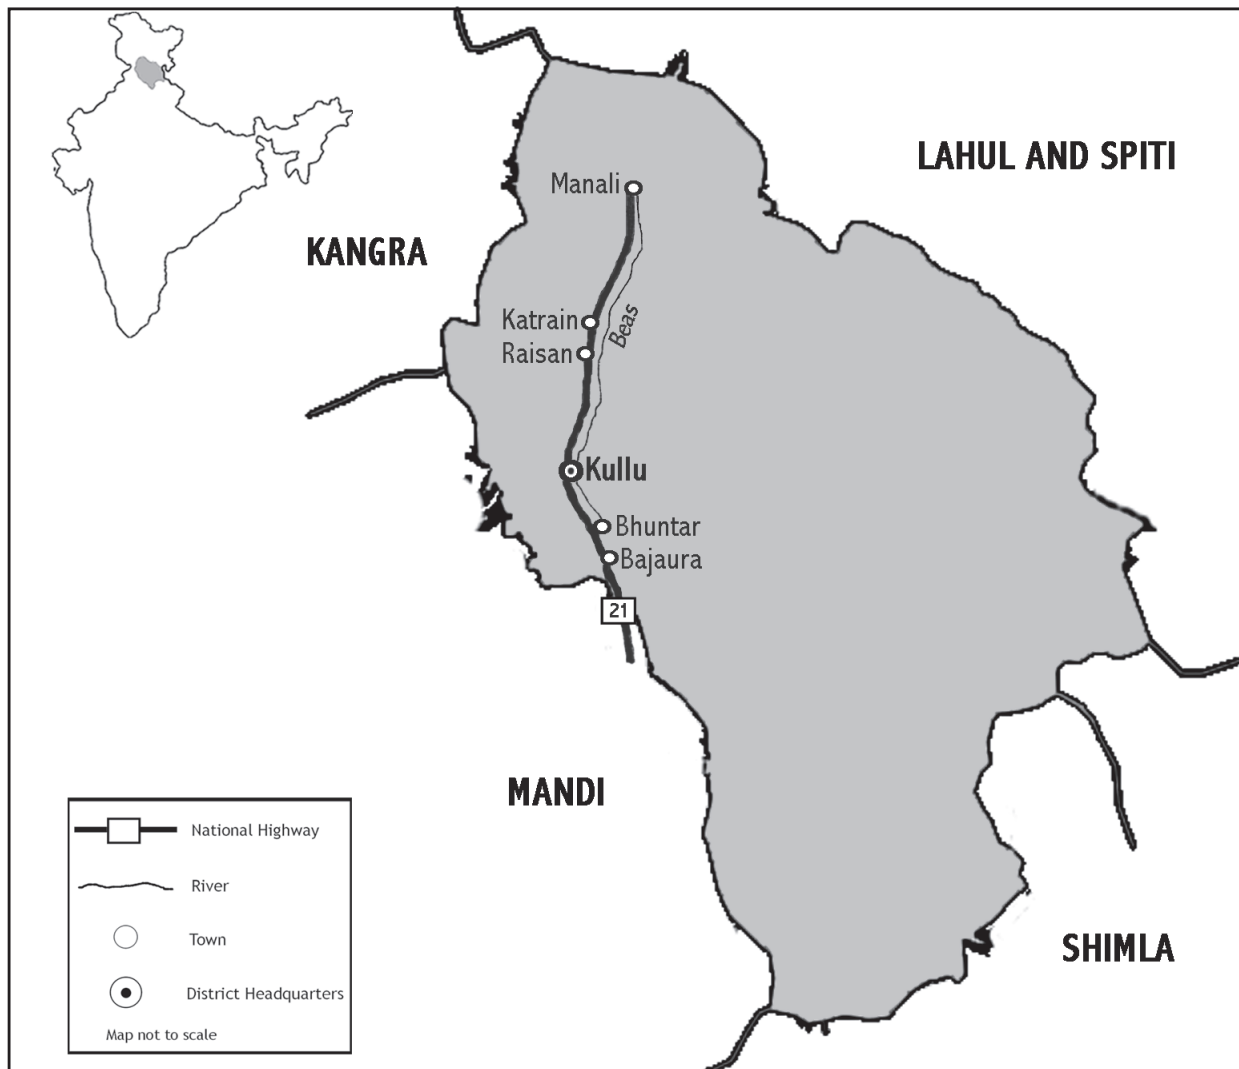 LAHUL AND SPITI
Manali
KANGRA
Katrain
Beas
Raisan
Kullu
Bhuntar
Bajaura
21
MANDI
National Highway
River
Town
SHIMLA
District Headquarters
Map not to scale